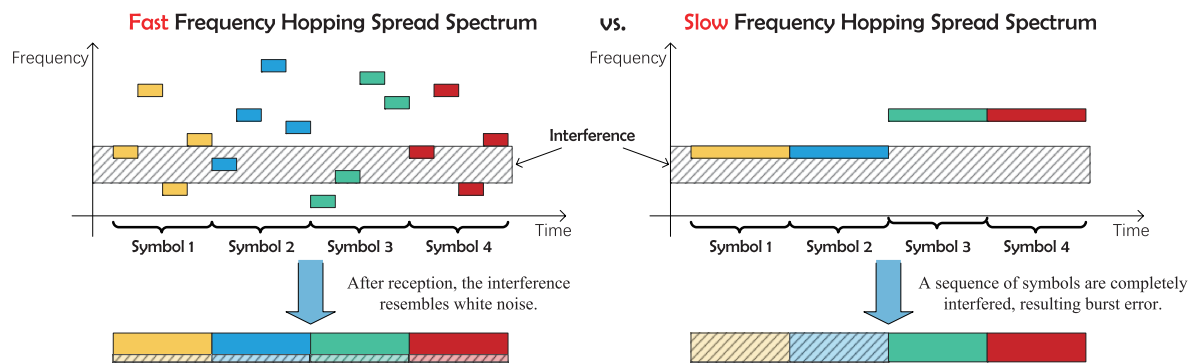 Fast Frequency Hopping Spread Spectrum vs. Slow Frequency Hopping Spread Spectrum
Frequency
Interference
Time
Symbol 1 Symbol 2 Symbol 3 Symbol 4
After reception, the interference
resembles white noise.
Frequency
Time
Symbol 1 Symbol 2 Symbol 3 Symbol 4
A sequence of symbols are completely
interfered, resulting burst error.